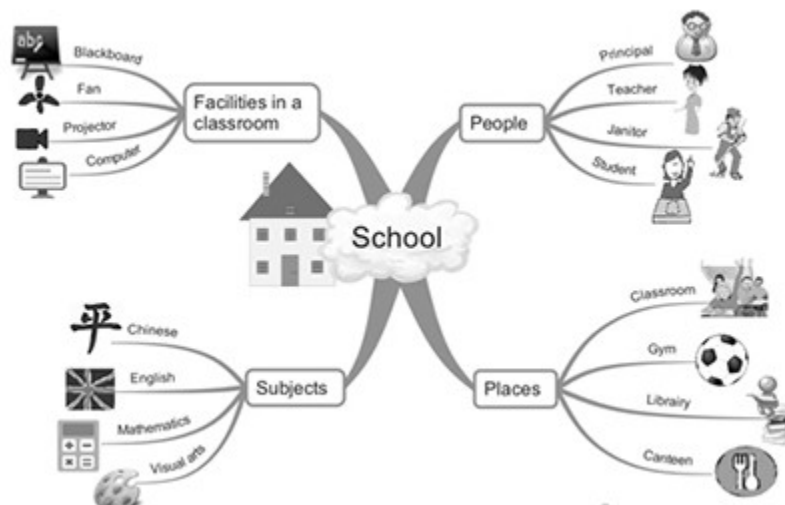 abc
Blackboard
Fan
Projector
Computer
Facilities in a
classroom
Principal
Teacher
Janitor
Student
People
School
Chinese
English
Mathematics
Visual arts
Subjects
平
Classroom
Gym
Librairy
Canteen
Places